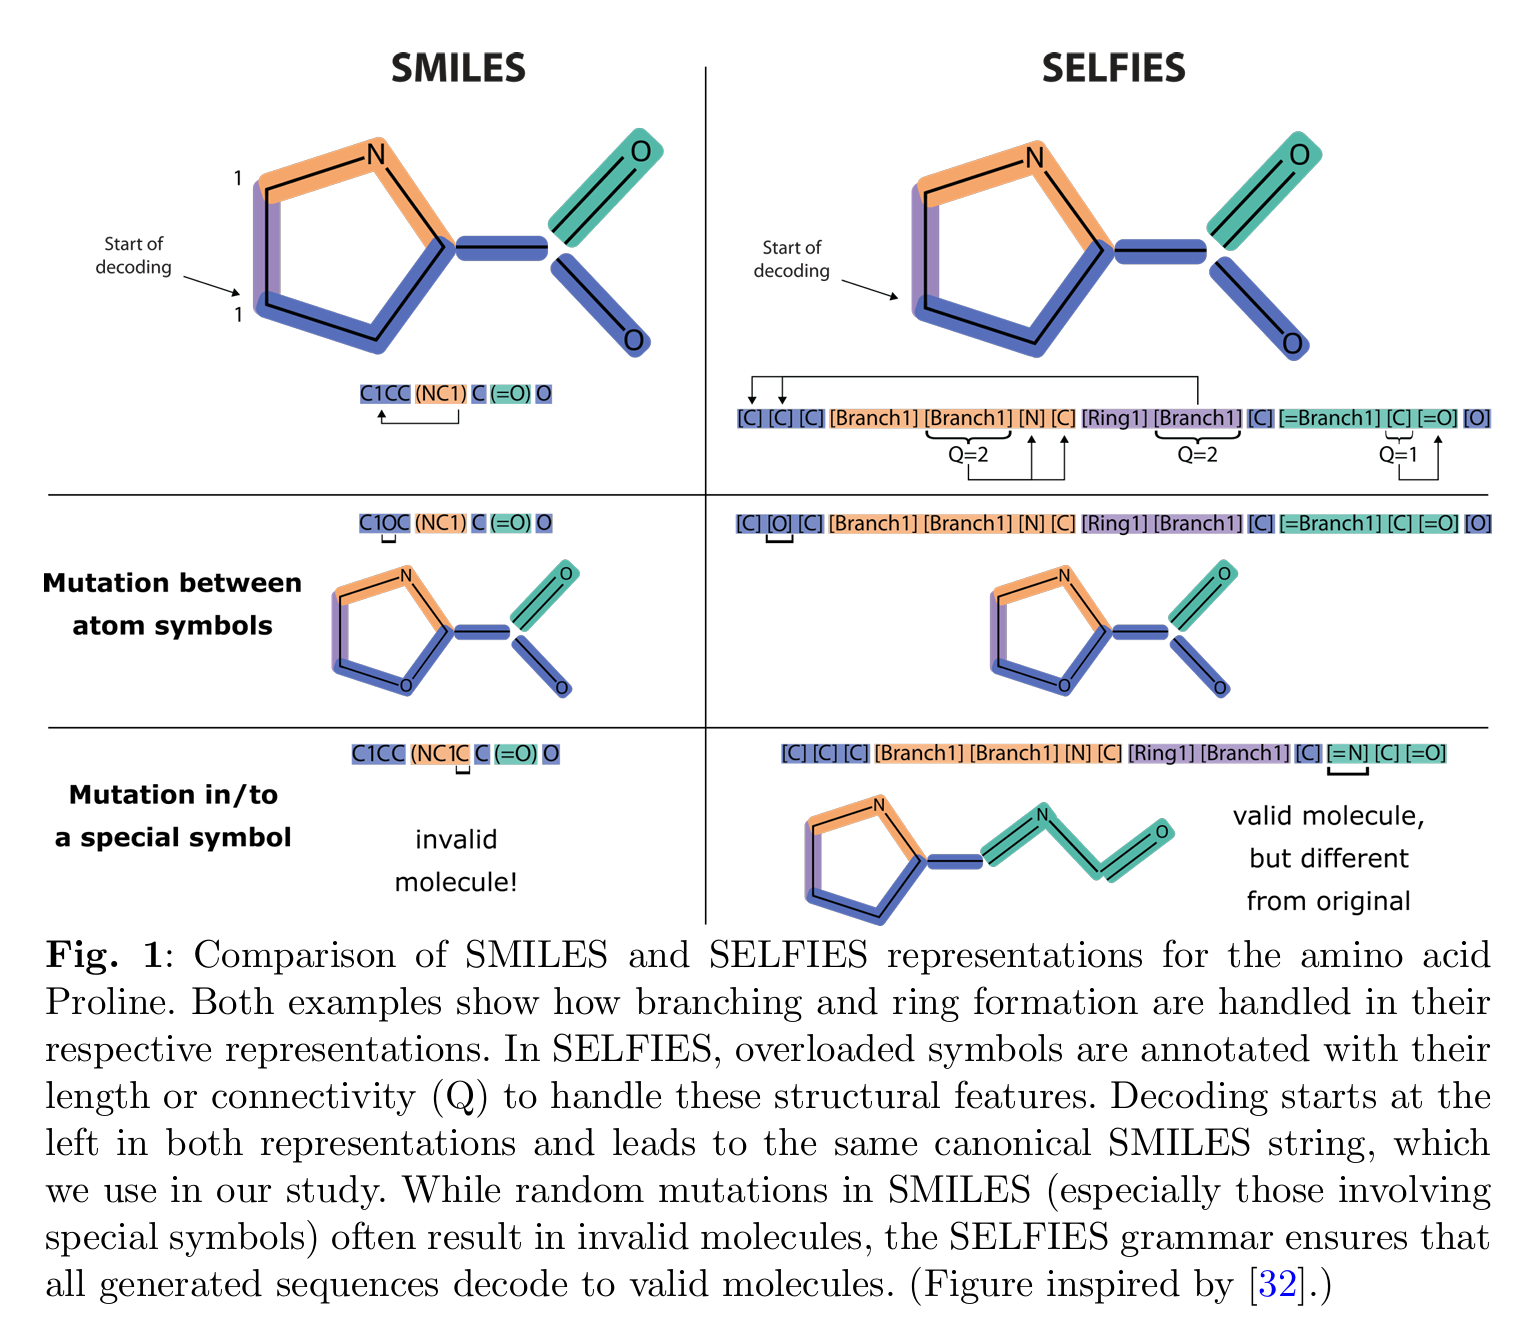 SMILES
SELFIES
N
O
1
Start of
decoding
1
O
C1CC (NC1) C (=O) O
N
O
Start of
decoding
O
[C] [C] [C] [Branch1] [Branch1] [N] [C] [Ring1] [Branch1] [C] [=Branch1] [C] [=O] [O]
Q=2 Q=2 Q=1
Mutation between
atom symbols
C1OC (NC1) C (=O) O
N
O
O
O
[C] [O] [C] [Branch1] [Branch1] [N] [C] [Ring1] [Branch1] [C] [=Branch1] [C] [=O] [O]
N
O
O
O
Mutation in/to
a special symbol
C1CC (NC1C C (=O) O
invalid
molecule!
[C] [C] [C] [Branch1] [Branch1] [N] [C] [Ring1] [Branch1] [C] [=N] [C] [=O]
N
N
O
valid molecule,
but different
from original
Fig. 1: Comparison of SMILES and SELFIES representations for the amino acid
Proline. Both examples show how branching and ring formation are handled in their
respective representations. In SELFIES, overloaded symbols are annotated with their
length or connectivity (Q) to handle these structural features. Decoding starts at the
left in both representations and leads to the same canonical SMILES string, which
we use in our study. While random mutations in SMILES (especially those involving
special symbols) often result in invalid molecules, the SELFIES grammar ensures that
all generated sequences decode to valid molecules. (Figure inspired by [32].)